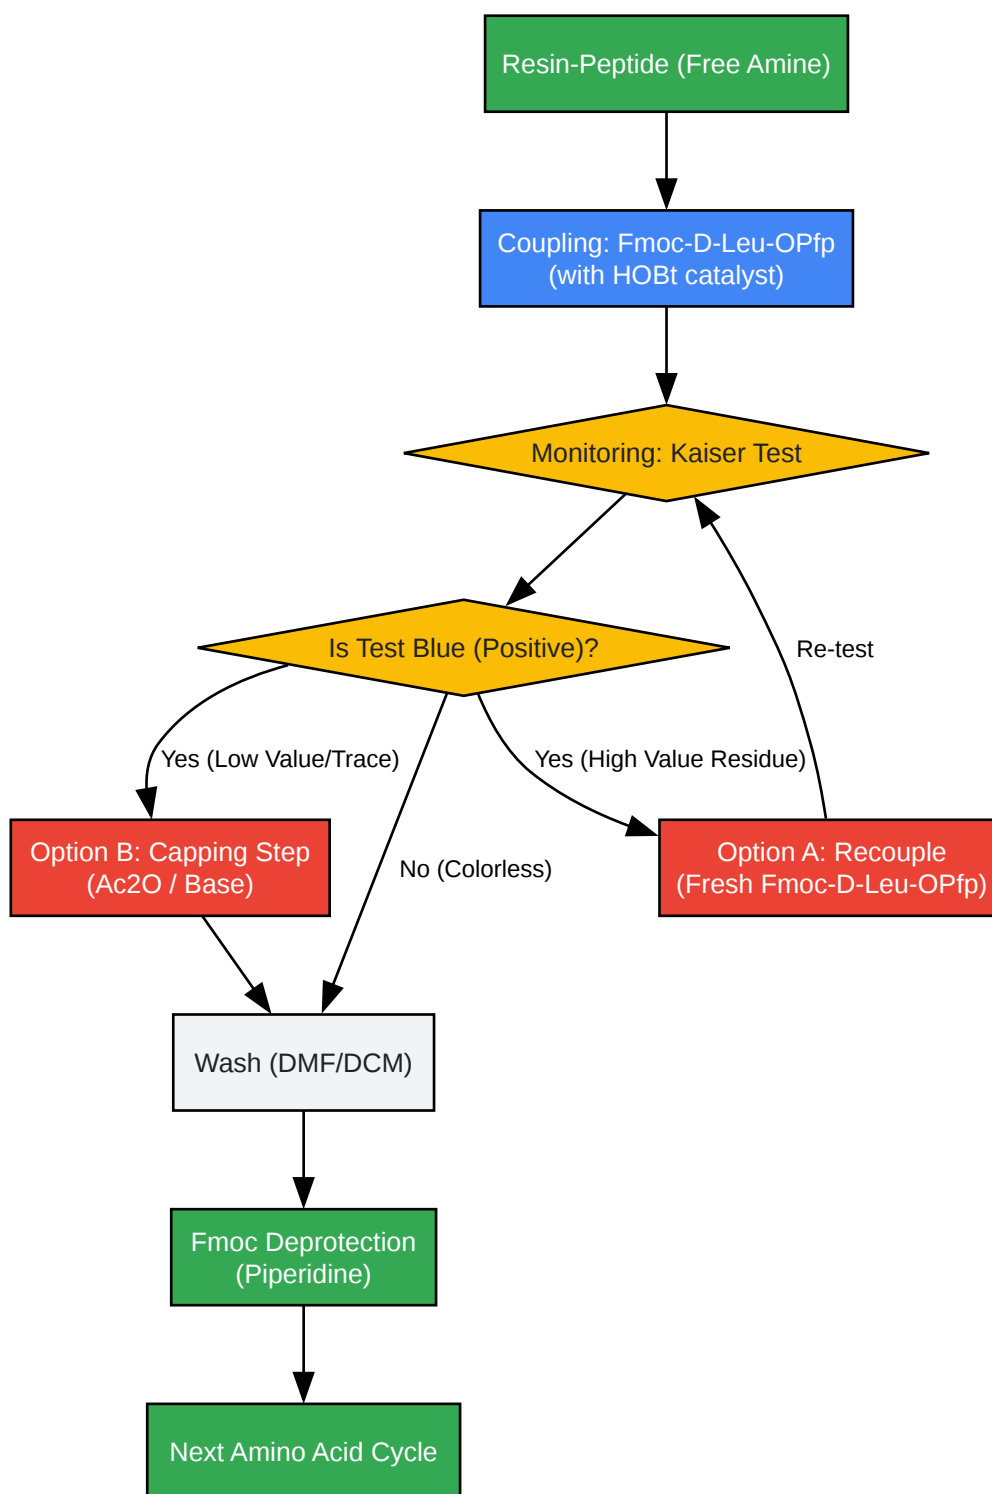 Resin-Peptide (Free Amine)
Coupling: Fmoc-D-Leu-OPfp
(with HOBt catalyst)
Monitoring: Kaiser Test
Is Test Blue (Positive)?
Re-test
Yes (Low Value/Trace)
Yes (High Value Residue)
Option B: Capping Step
(Ac2O / Base)
No (Colorless)
Option A: Recouple
(Fresh Fmoc-D-Leu-OPfp)
Wash (DMF/DCM)
Fmoc Deprotection
(Piperidine)
Next Amino Acid Cycle